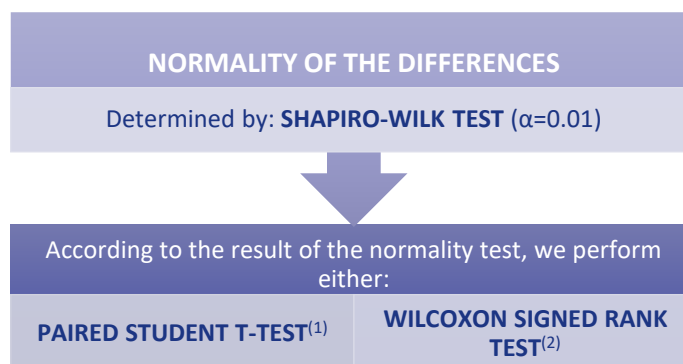 NORMALITY OF THE DIFFERENCES
Determined by: SHAPIRO-WILK TEST (α=0.01)
According to the result of the normality test, we perform
either:
PAIRED STUDENT T-TEST(1)
WILCOXON SIGNED RANK
TEST(2)